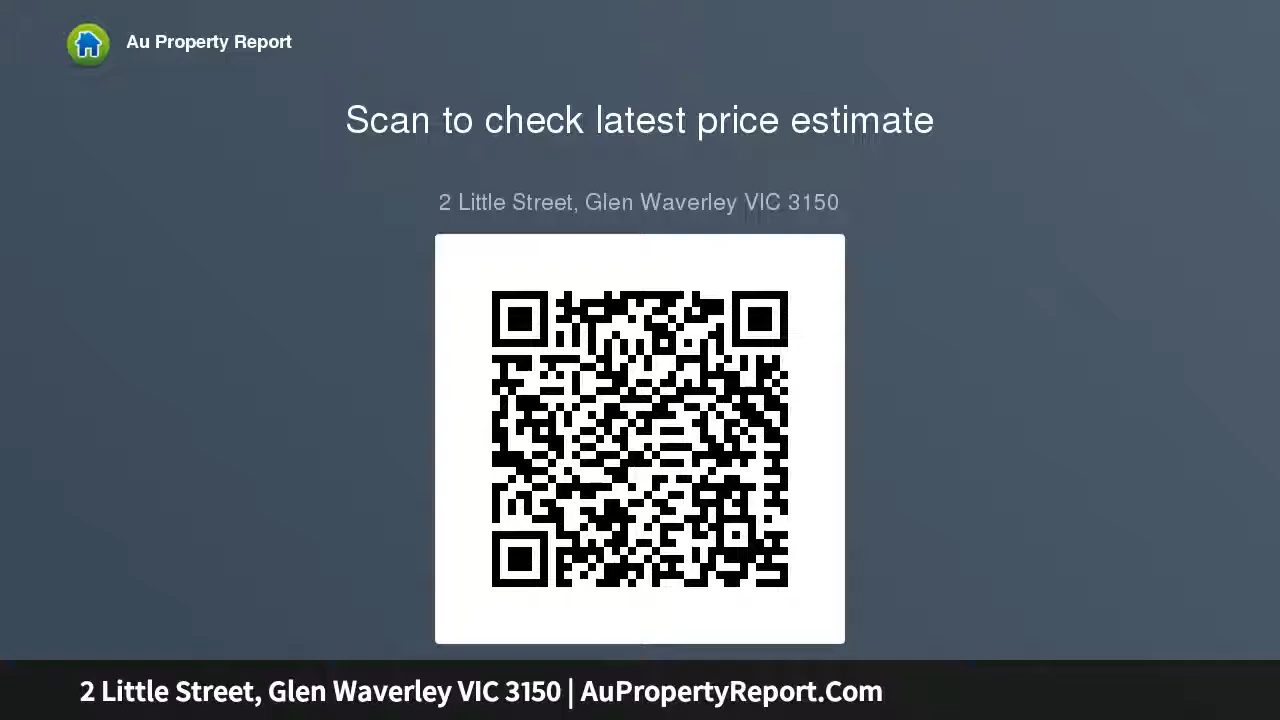 Au Property Report
Scan to check latest price estimate
2 Little Street, Glen Waverley VIC 3150
2 Little Street, Glen Waverley VIC 3150 | AuPropertyReport.Com